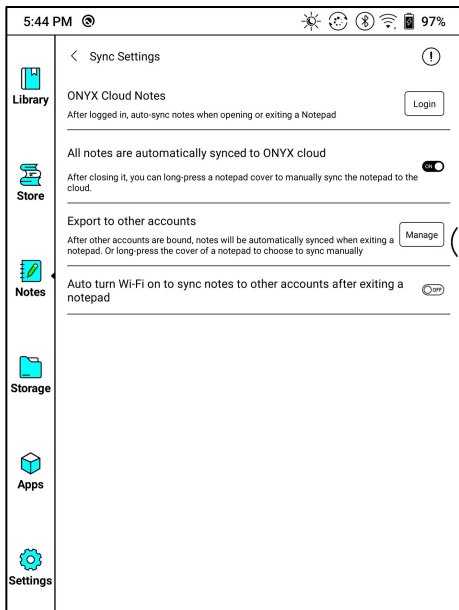 5:44 PM
97%
Sync Settings
Library
ONYX Cloud Notes
Login
After logged in, auto-sync notes when opening or exiting a Notepad
All notes are automatically synced to ONYX cloud
ON
After closing it, you can long-press a notepad cover to manually sync the notepad to the
cloud.
Store
Export to other accounts
Manage
After other accounts are bound, notes will be automatically synced when exiting a
notepad. Or long-press the cover of a notepad to choose to sync manually
Auto turn Wi-Fi on to sync notes to other accounts after exiting a
notepad
OFF
Notes
Storage
Apps
Settings